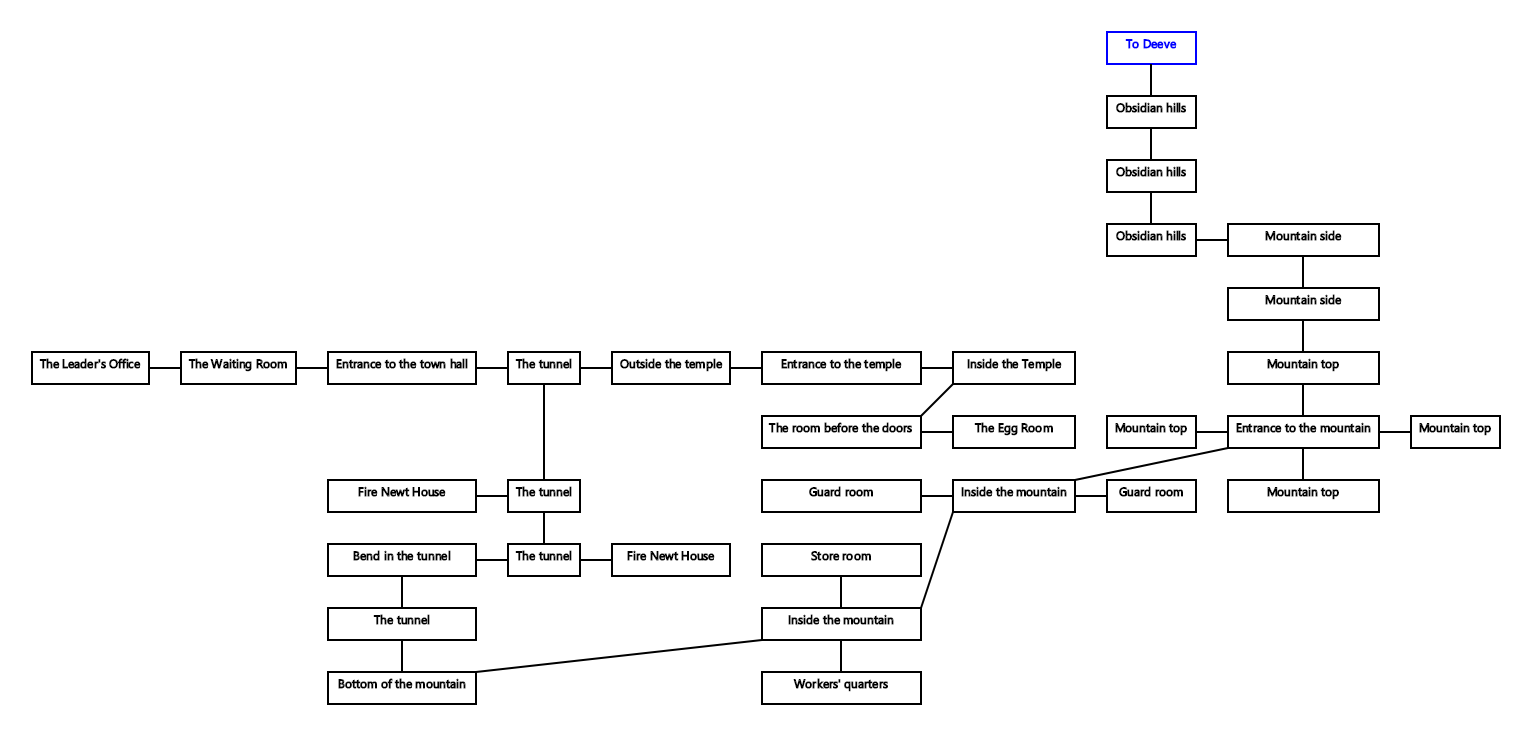 To Deeve
Obsidian hills
Obsidian hills
Obsidian hills
Mountain side
Mountain side
The Leader's Office
The Waiting Room
Entrance to the town hall
The tunnel
Outside the temple
Entrance to the temple
Inside the Temple
Mountain top
The room before the doors
The Egg Room
Mountain top
Entrance to the mountain
Mountain top
Fire Newt House
The tunnel
Guard room
Inside the mountain
Guard room
Mountain top
Bend in the tunnel
The tunnel
Fire Newt House
Store room
The tunnel
Inside the mountain
Bottom of the mountain
Workers' quarters